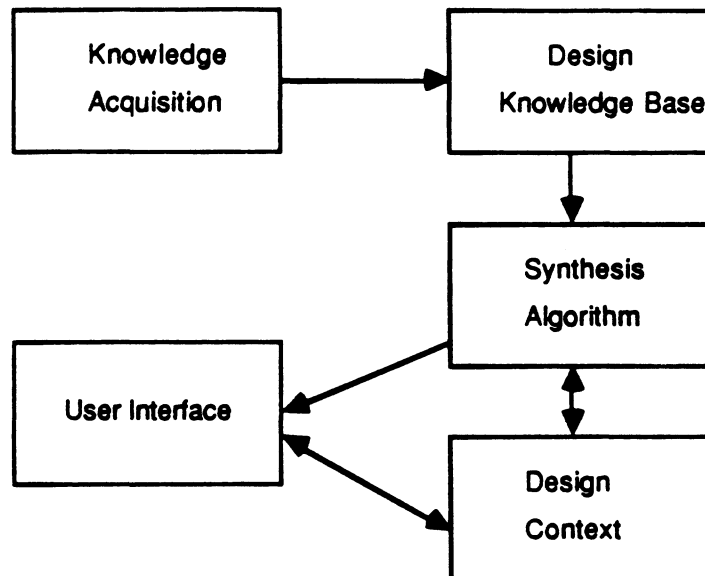 Knowledge
Acquisition
Design
Knowledge Base
Synthesis
Algorithm
User Interface
Design
Context